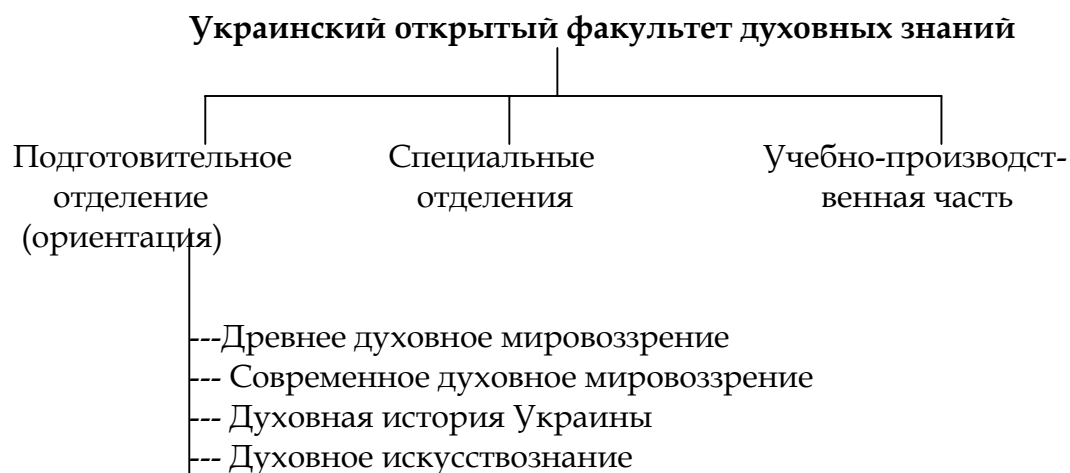 Украинский открытый факультет духовных знаний
Подготовительное
отделение
(ориентация)
Специальные
отделения
Учебно-производст-
венная часть
---Древнее духовное мировоззрение
--- Современное духовное мировоззрение
--- Духовная история Украины
--- Духовное искусствознание